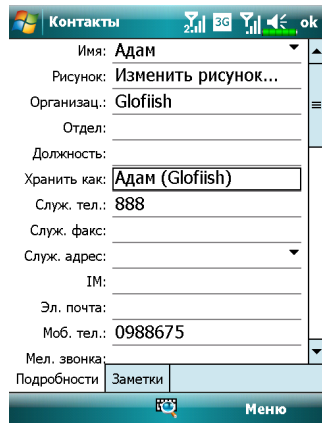 Контакты 3G ok
Имя: Адам
Рисунок: Изменить рисунок...
Организац.: Glofiish
Отдел:
Должность:
Хранить как: Адам (Glofiish)
Служ. тел.: 888
Служ. факс:
Служ. адрес:
IM:
Эл. почта:
Моб. тел.: 0988675
Мел. звонка:
Подробности Заметки
Меню